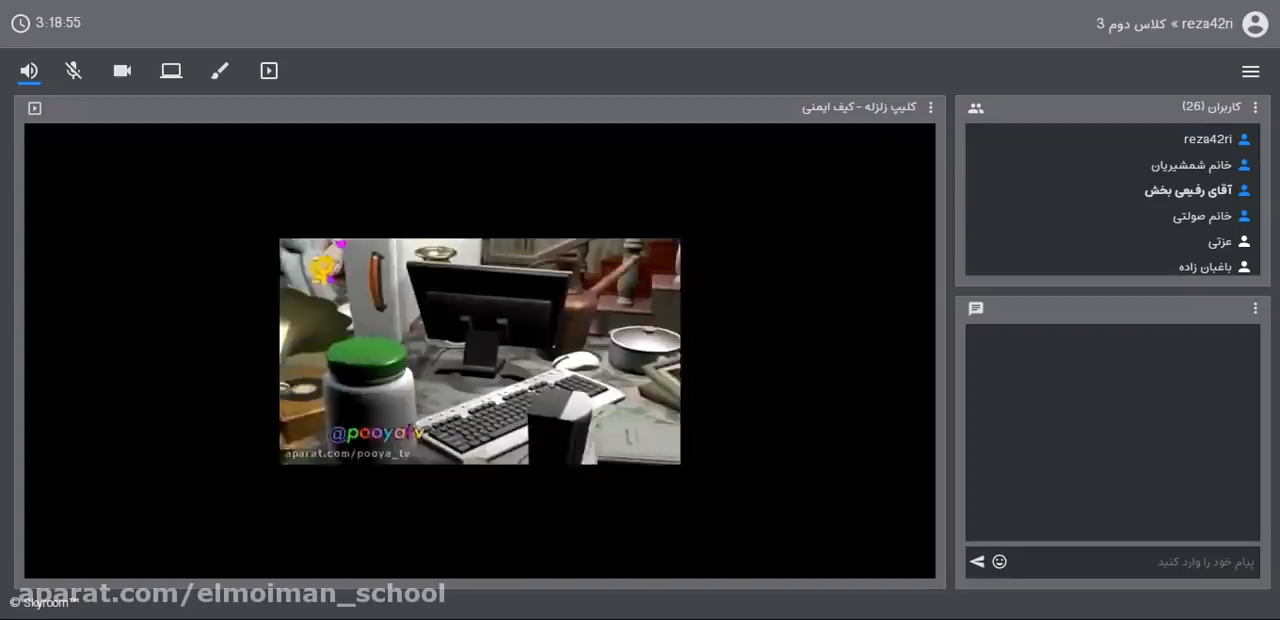 3:18:55
reza42ri » کلاس دوم 3
کلیپ زلزله - کیف ایمنی
کاربران (26)
reza42ri
خانم شمشیریان
آقای رفیعی بخش
خانم صولتی
عزتی
باغبان زاده
@pooyatv
aparat.com/pooya_tv
پیام خود را وارد کنید
aparat.com/elmoiman_school
© Skyroom™